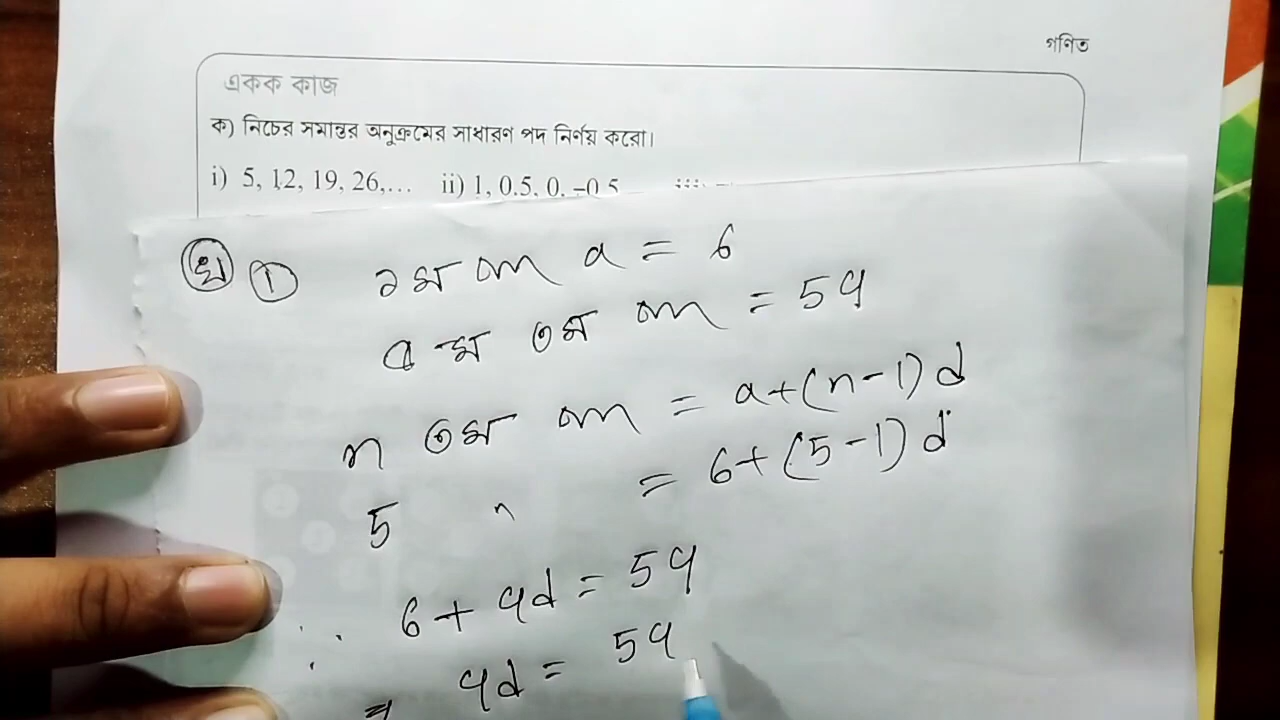 গণিত
একক কাজ
ক) নিচের সমান্তর অনুক্রমের সাধারণ পদ নির্ণয় করো।
i) 5, 12, 19, 26,... ii) 1, 0.5, 0, -0.5
খ ১ ১ম পদ a = 6
৫ ম তম পদ = 54
n তম পদ = a+(n-1)d
5 " = 6+(5-1)d
∴ 6 + 4d = 54
⇒ 4d = 54